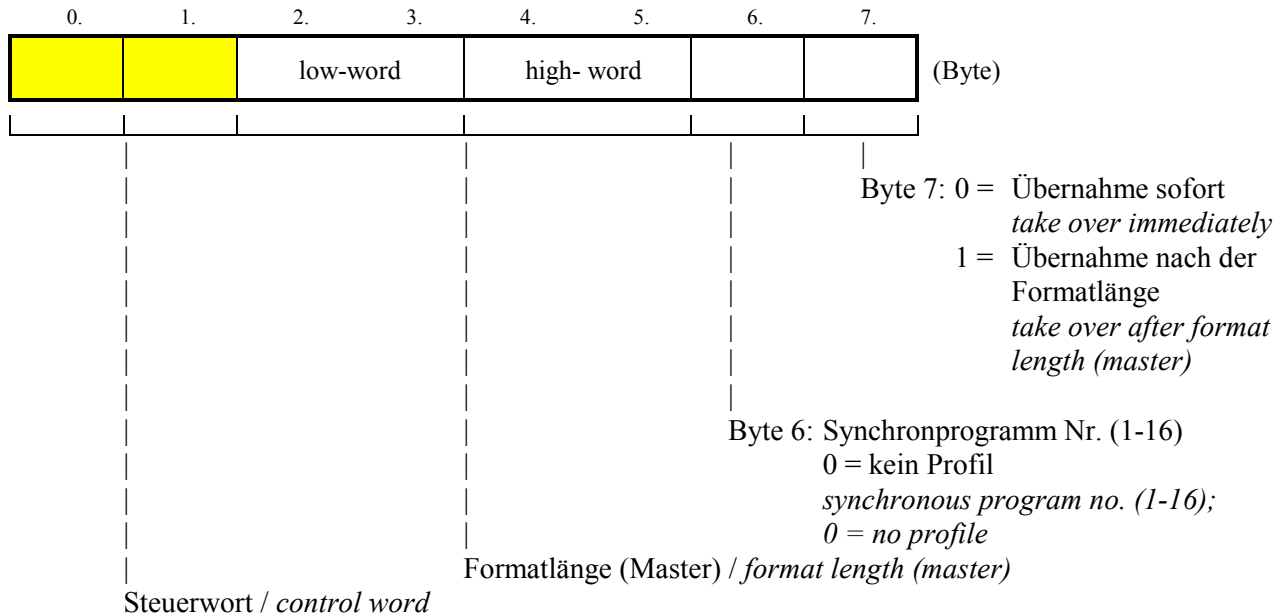 0. 1. 2. 3. 4. 5. 6. 7.
low-word high- word (Byte)
Byte 7: 0 = Übernahme sofort
take over immediately
1 = Übernahme nach der
Formatlänge
take over after format
length (master)
Byte 6: Synchronprogramm Nr. (1-16)
0 = kein Profil
synchronous program no. (1-16);
0 = no profile
Formatlänge (Master) / format length (master)
Steuerwort / control word